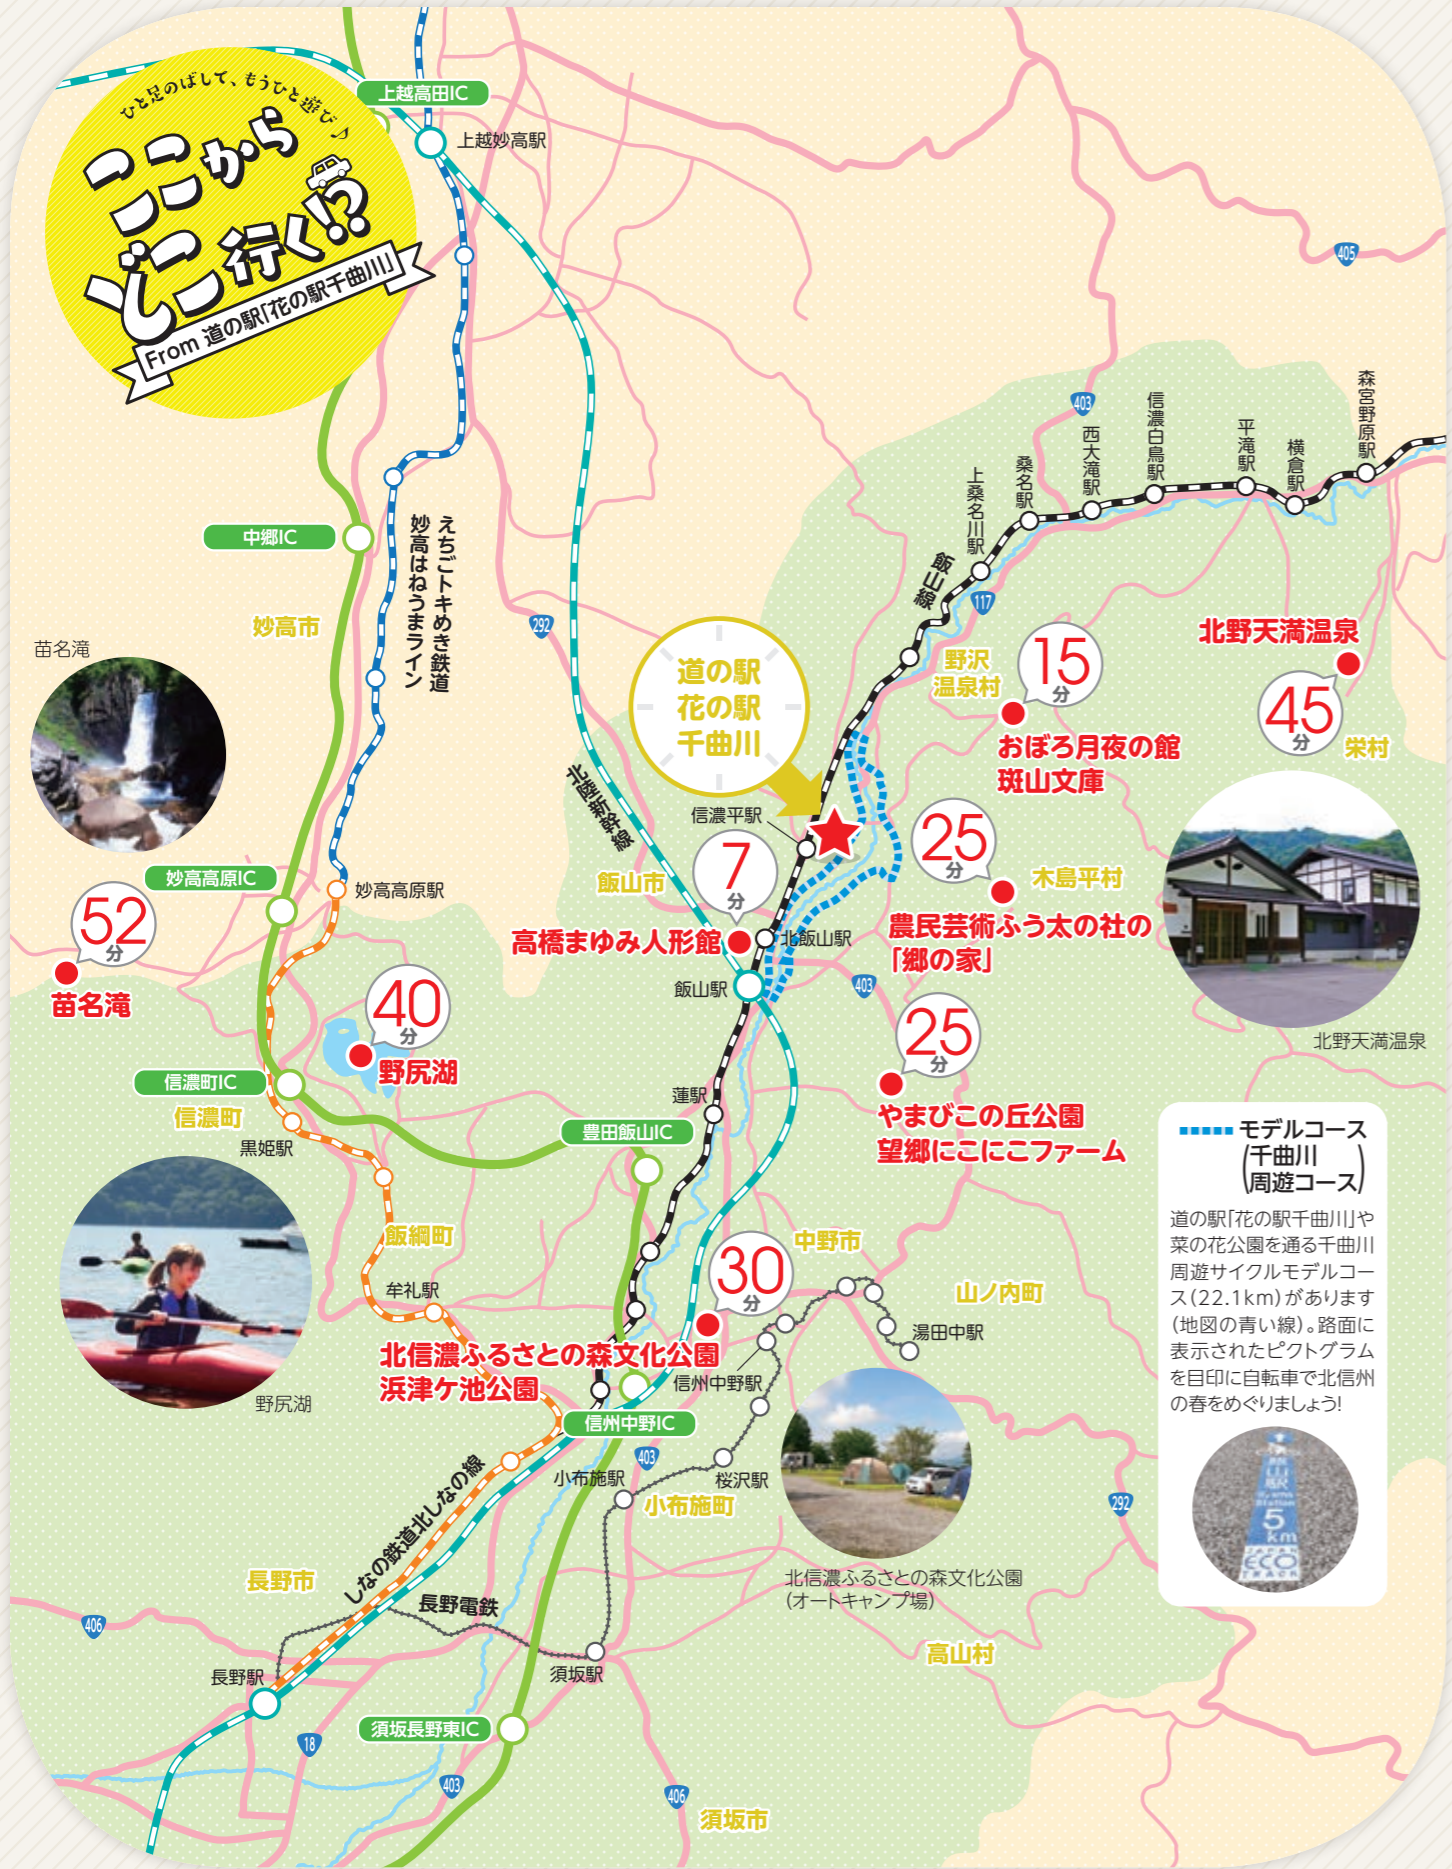 ひと足のばして、もうひと遊び♪
ここから
どこ行く!?
From 道の駅「花の駅千曲川」
上越高田IC
上越妙高駅
405
403
森宮野原駅
横倉駅
平滝駅
信濃白鳥駅
西大滝駅
桑名駅
上桑名川駅
飯山線
117
中郷IC
えちごトキめき鉄道
妙高はねうまライン
妙高市
292
苗名滝
道の駅
花の駅
千曲川
野沢
温泉村
15
分
おぼろ月夜の館
斑山文庫
北野天満温泉
45
分
栄村
北陸新幹線
信濃平駅
7
分
飯山市
25
分
木島平村
農民芸術ふう太の社の
「郷の家」
妙高高原IC
妙高高原駅
52
分
苗名滝
高橋まゆみ人形館
北飯山駅
飯山駅
403
40
分
野尻湖
25
分
やまびこの丘公園
望郷にこにこファーム
北野天満温泉
信濃町IC
信濃町
黒姫駅
蓮駅
豊田飯山IC
モデルコース
(千曲川
周遊コース)
道の駅「花の駅千曲川」や
菜の花公園を通る千曲川
周遊サイクルモデルコー
ス(22.1km)があります
(地図の青い線)。路面に
表示されたピクトグラム
を目印に自転車で北信州
の春をめぐりましょう!
飯山駅
Iiyama
Station
5
km
JAPAN
ECO
TRACK
飯綱町
牟礼駅
野尻湖
30
分
中野市
山ノ内町
湯田中駅
北信濃ふるさとの森文化公園
浜津ケ池公園
信州中野駅
信州中野IC
403
小布施駅
桜沢駅
小布施町
292
北信濃ふるさとの森文化公園
(オートキャンプ場)
しなの鉄道北しなの線
長野市
長野電鉄
406
長野駅
須坂駅
高山村
須坂長野東IC
18
403
406
須坂市